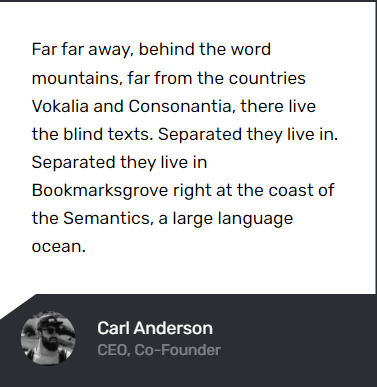 Far far away, behind the word
mountains, far from the countries
Vokalia and Consonantia, there live
the blind texts. Separated they live in.
Separated they live in
Bookmarksgrove right at the coast of
the Semantics, a large language
ocean.
Carl Anderson
CEO, Co-Founder